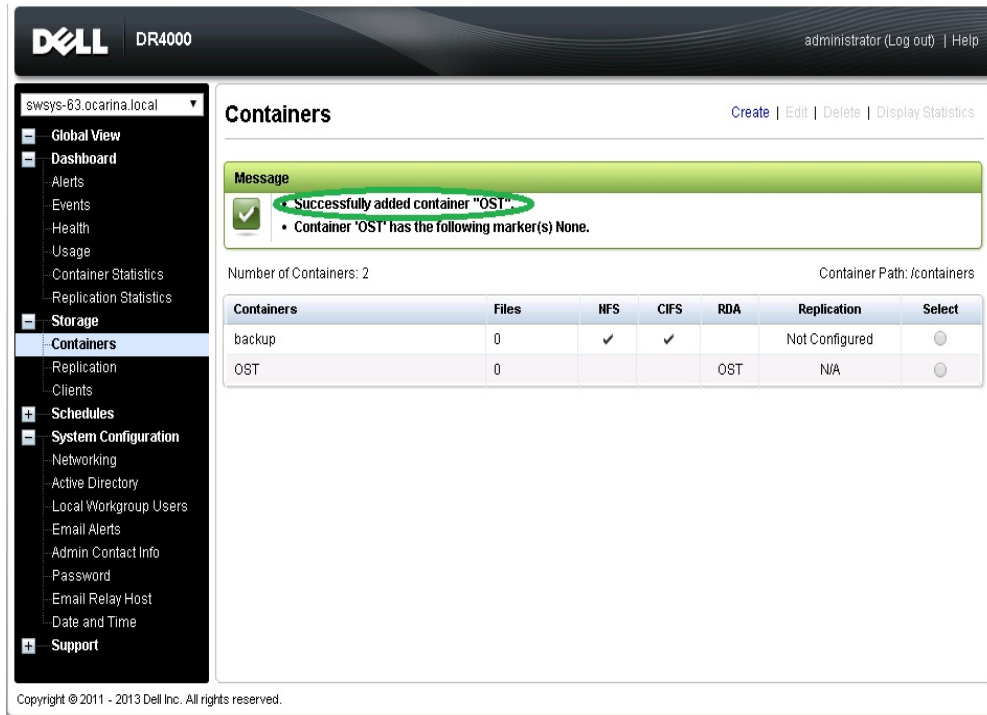 DELL DR4000 administrator (Log out) | Help
swsys-63.ocarina.local
Global View
Dashboard
Alerts
Events
Health
Usage
Container Statistics
Replication Statistics
Storage
Containers
Replication
Clients
Schedules
System Configuration
Networking
Active Directory
Local Workgroup Users
Email Alerts
Admin Contact Info
Password
Email Relay Host
Date and Time
Support
Containers Create | Edit | Delete | Display Statistics
Message
• Successfully added container "OST".
• Container 'OST' has the following marker(s) None.
Number of Containers: 2 Container Path: /containers
Containers Files NFS CIFS RDA Replication Select
backup 0 ✔ ✔ Not Configured
OST 0 OST N/A
Copyright © 2011 - 2013 Dell Inc. All rights reserved.